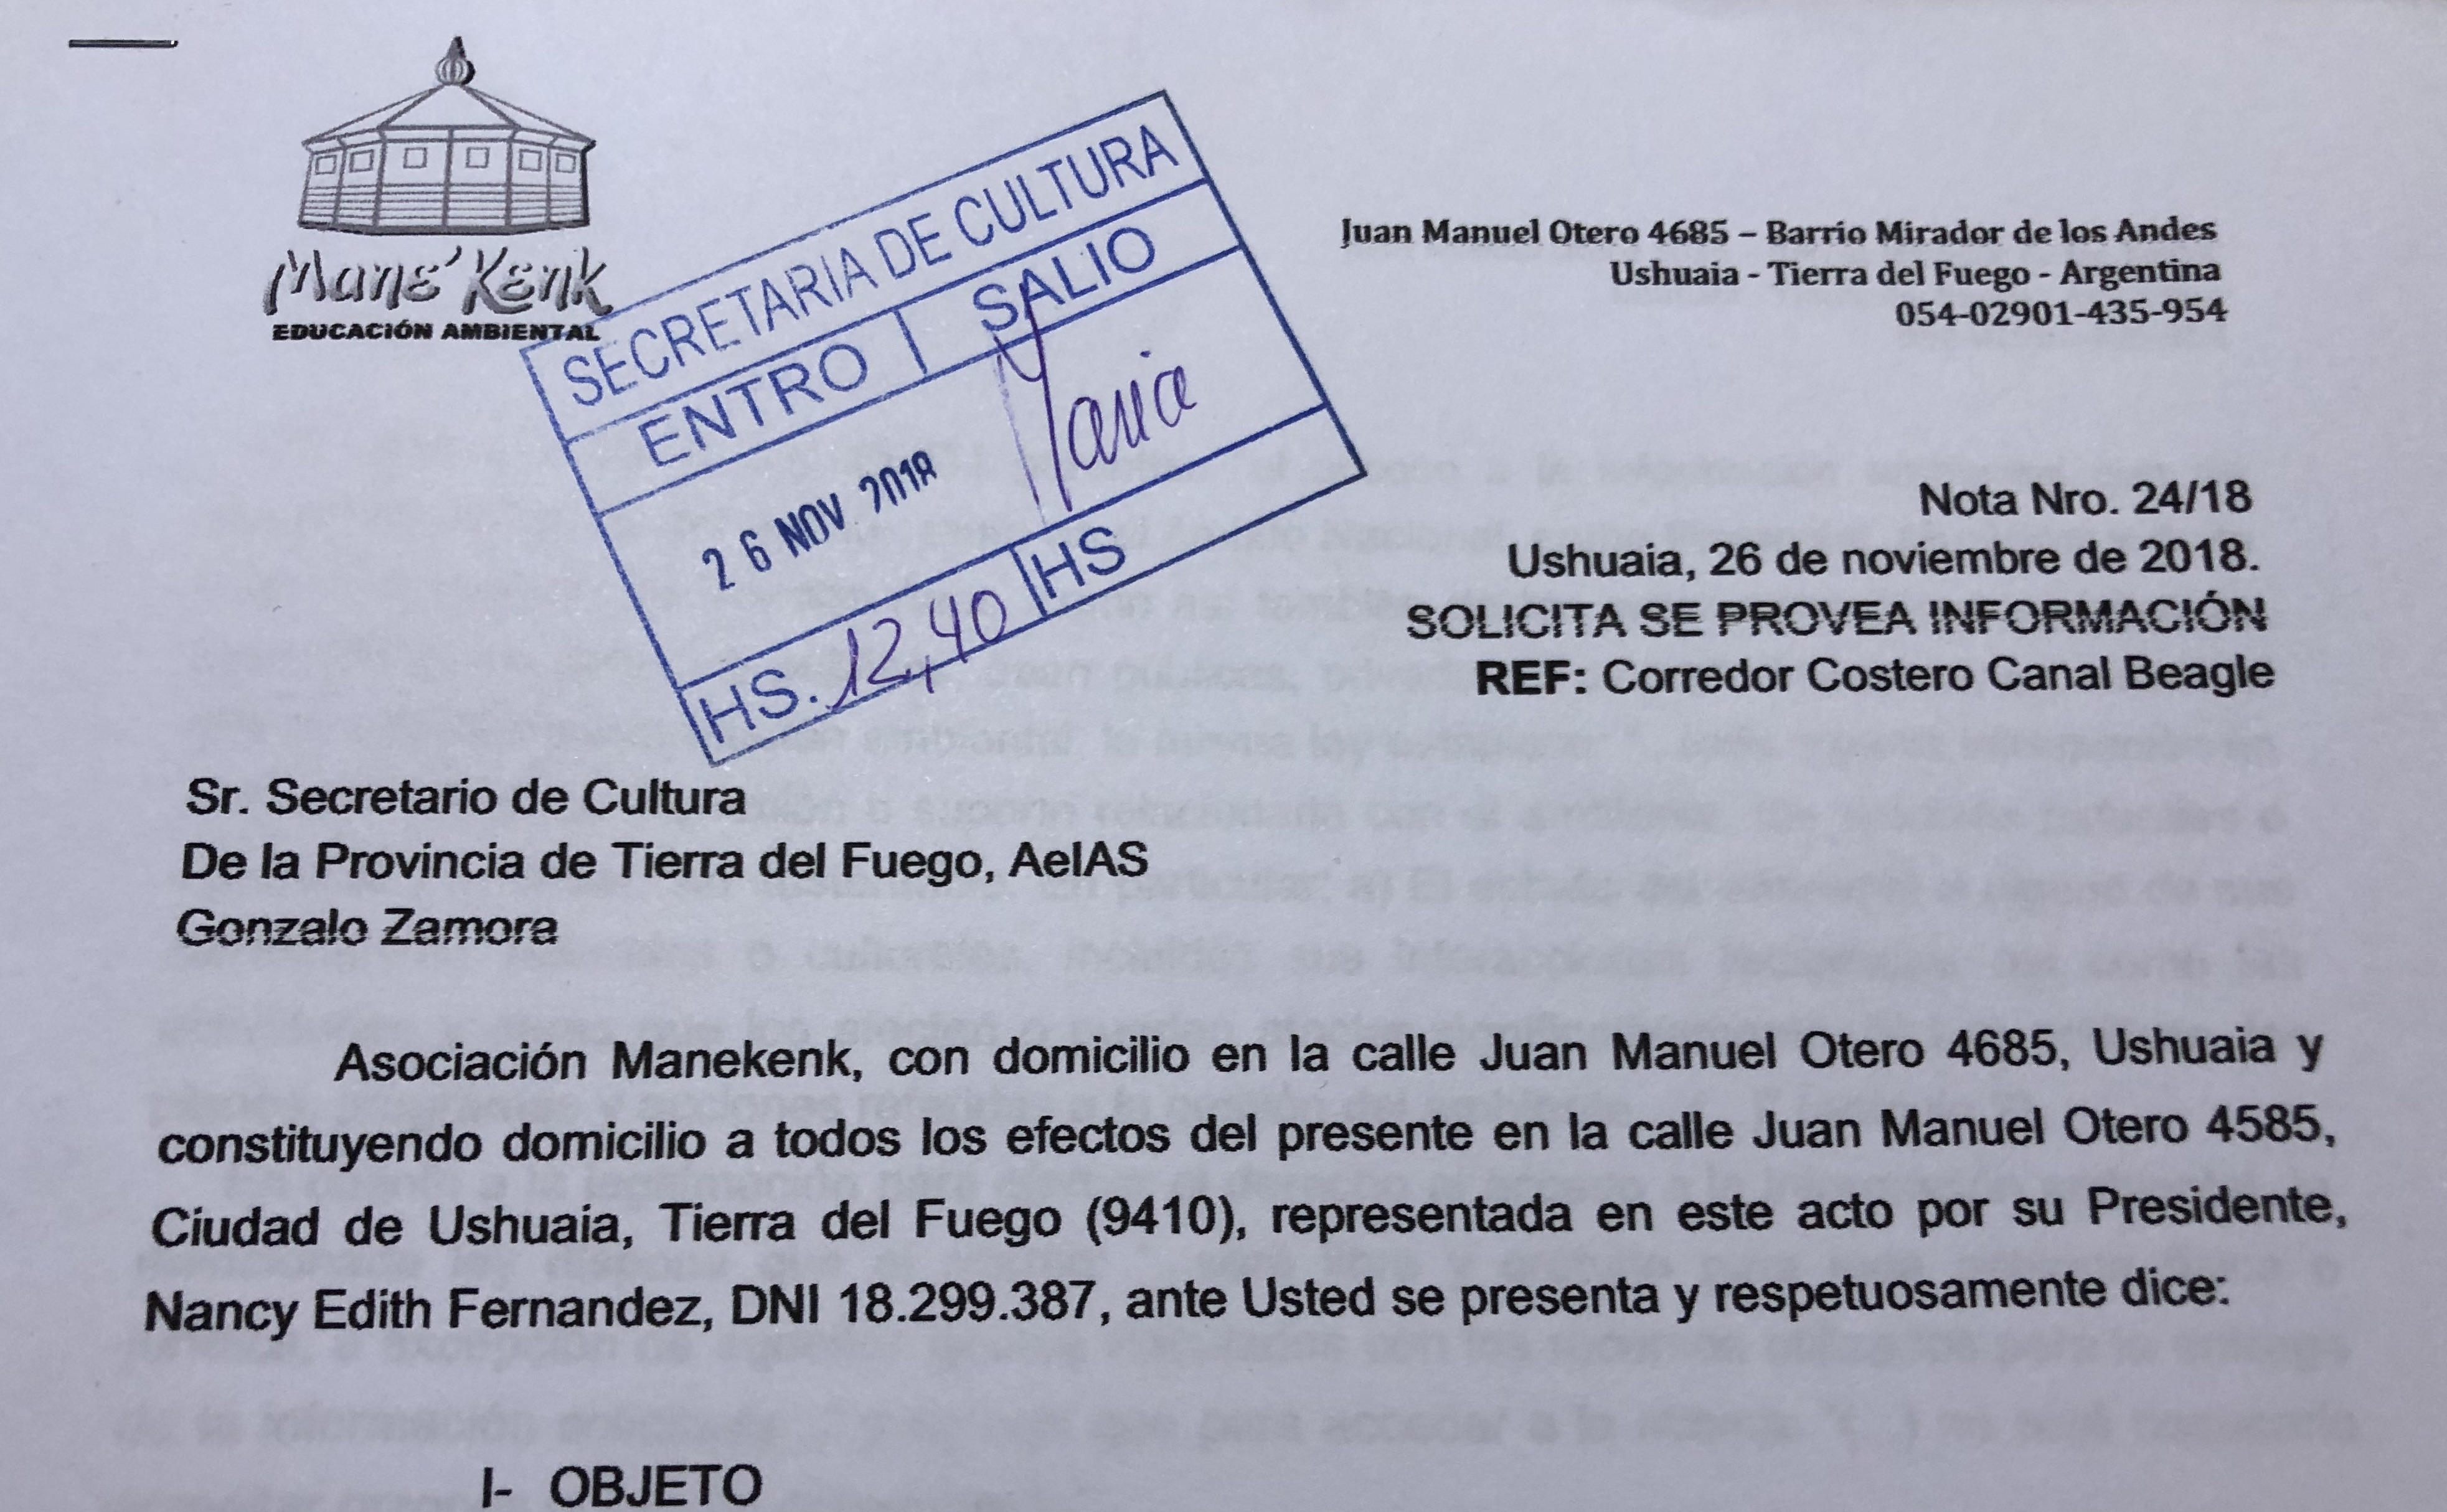 Mane'Kenk
EDUCACIÓN AMBIENTAL
SECRETARIA DE CULTURA
ENTRO SALIO
26 NOV 2018
HS. 12,40 HS
Juan Manuel Otero 4685 – Barrio Mirador de los Andes
Ushuaia - Tierra del Fuego - Argentina
054-02901-435-954
Nota Nro. 24/18
Ushuaia, 26 de noviembre de 2018.
SOLICITA SE PROVEA INFORMACIÓN
REF: Corredor Costero Canal Beagle
Sr. Secretario de Cultura
De la Provincia de Tierra del Fuego, AeIAS
Gonzalo Zamora
Asociación Manekenk, con domicilio en la calle Juan Manuel Otero 4685, Ushuaia y
constituyendo domicilio a todos los efectos del presente en la calle Juan Manuel Otero 4585,
Ciudad de Ushuaia, Tierra del Fuego (9410), representada en este acto por su Presidente,
Nancy Edith Fernandez, DNI 18.299.387, ante Usted se presenta y respetuosamente dice:
I- OBJETO